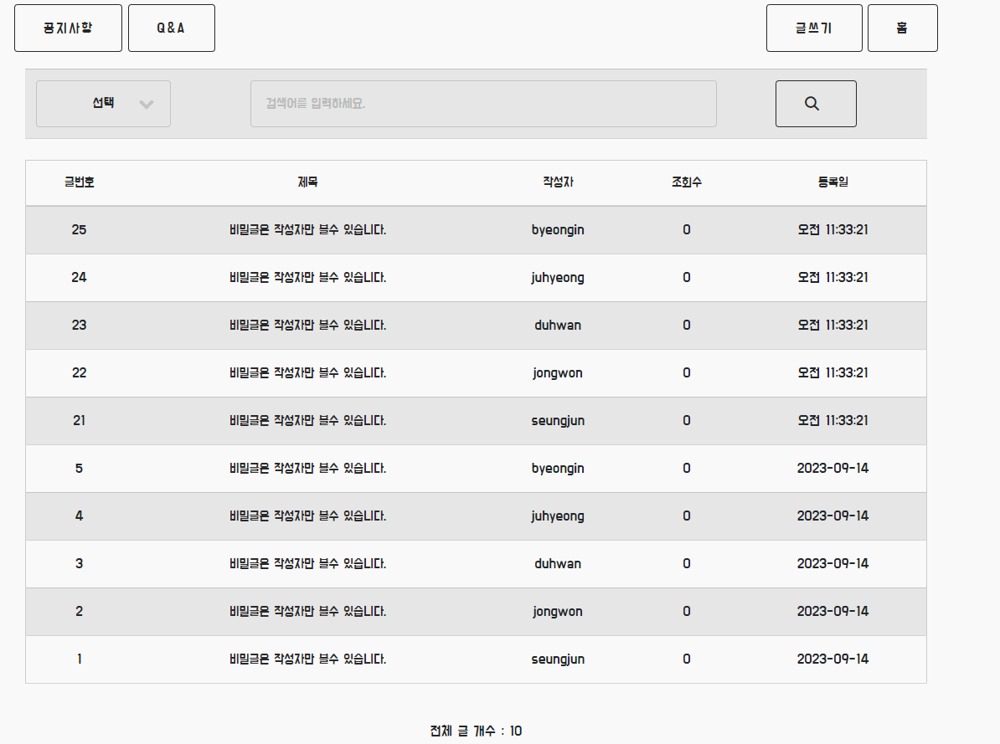 공지사항 Q&A 글쓰기 홈
선택 검색어를 입력하세요.
글번호 제목 작성자 조회수 등록일
25 비밀글은 작성자만 볼수 있습니다. byeongin 0 오전 11:33:21
24 비밀글은 작성자만 볼수 있습니다. juhyeong 0 오전 11:33:21
23 비밀글은 작성자만 볼수 있습니다. duhwan 0 오전 11:33:21
22 비밀글은 작성자만 볼수 있습니다. jongwon 0 오전 11:33:21
21 비밀글은 작성자만 볼수 있습니다. seungjun 0 오전 11:33:21
5 비밀글은 작성자만 볼수 있습니다. byeongin 0 2023-09-14
4 비밀글은 작성자만 볼수 있습니다. juhyeong 0 2023-09-14
3 비밀글은 작성자만 볼수 있습니다. duhwan 0 2023-09-14
2 비밀글은 작성자만 볼수 있습니다. jongwon 0 2023-09-14
1 비밀글은 작성자만 볼수 있습니다. seungjun 0 2023-09-14
전체 글 개수 : 10